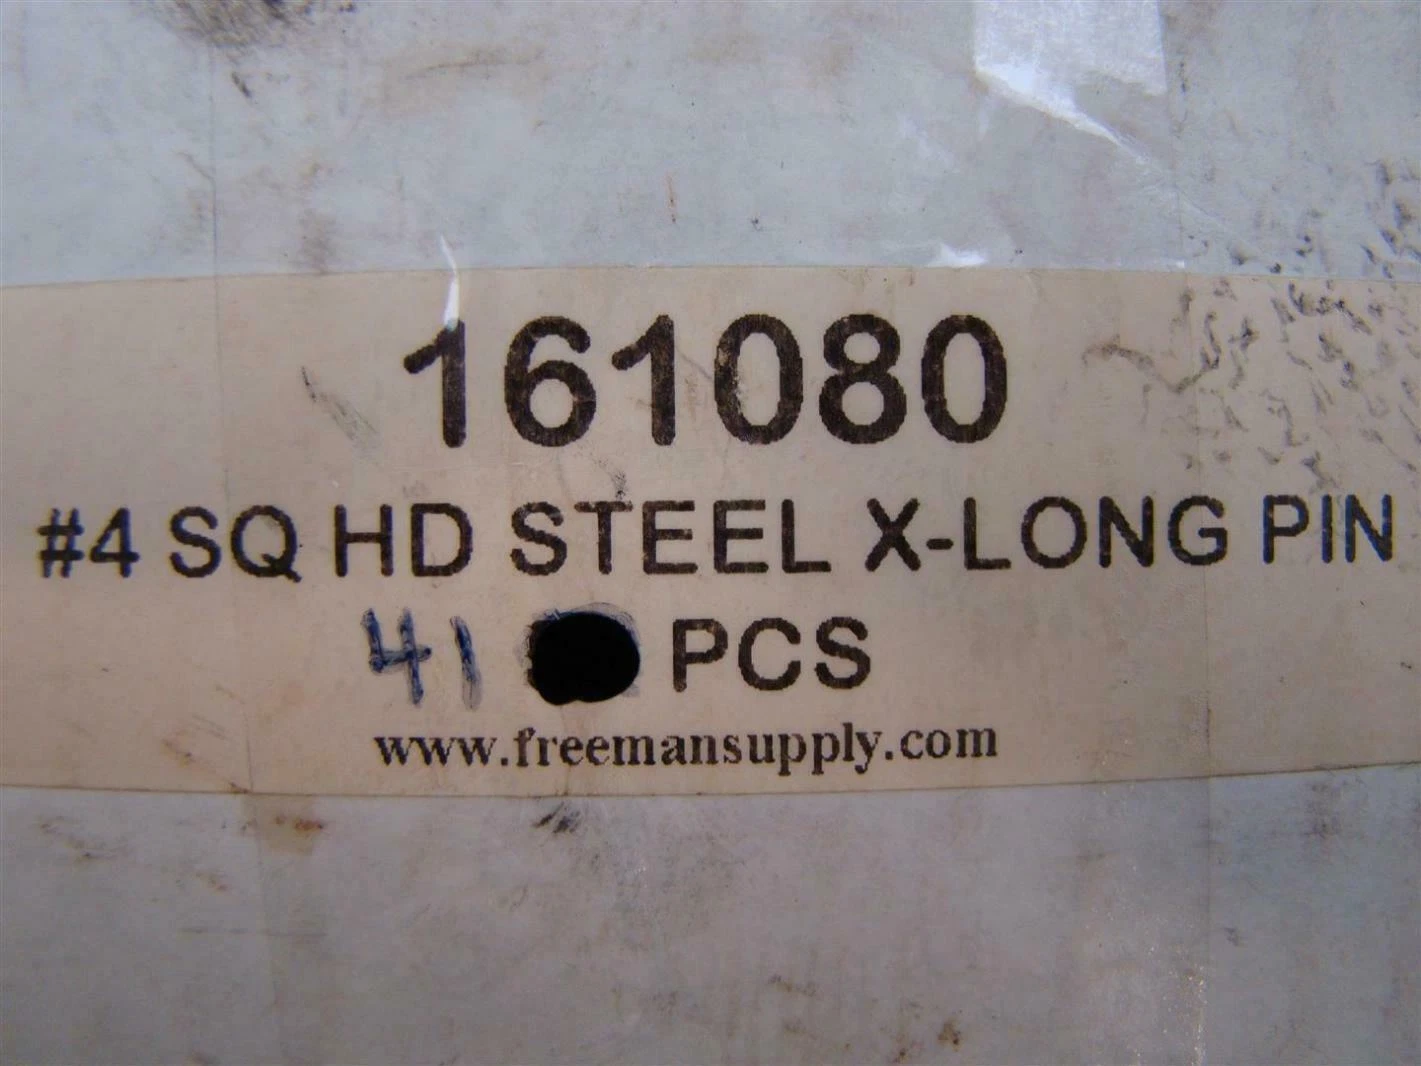 161080
#4 SQ HD STEEL X-LONG PIN
41 PCS
www.freemansupply.com